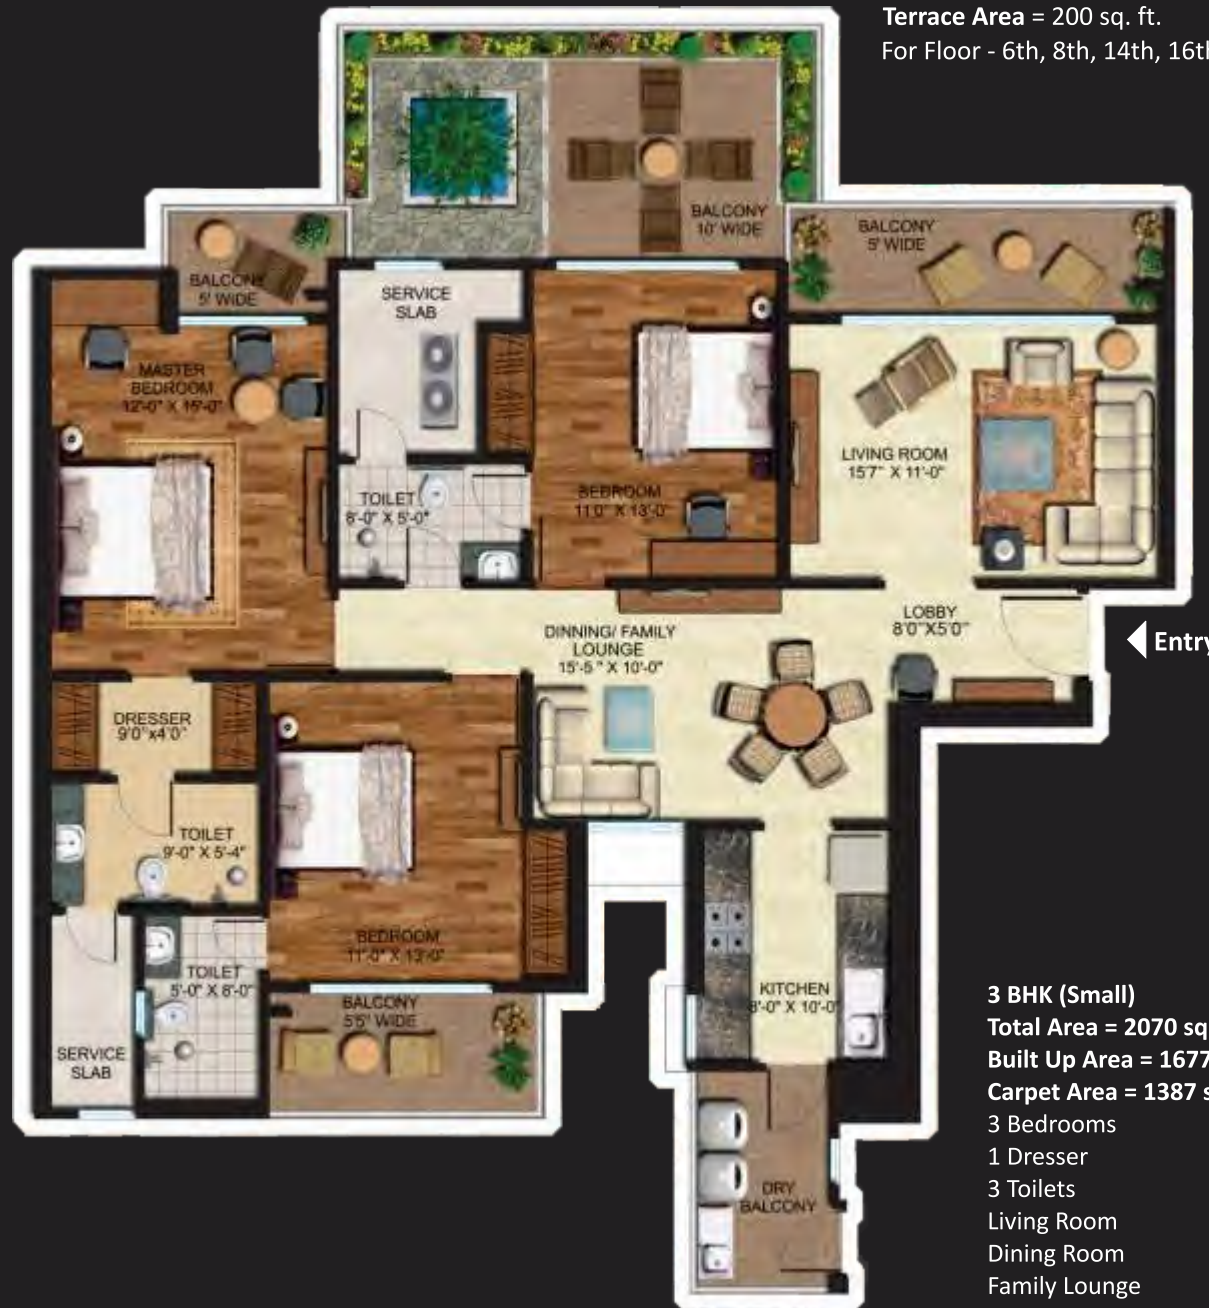 Terrace Area = 200 sq. ft.
For Floor - 6th, 8th, 14th, 16th
BALCONY
10' WIDE
BALCONY
5' WIDE
BALCONY
5' WIDE
SERVICE
SLAB
MASTER
BEDROOM
12'-0" X 15'-0"
LIVING ROOM
15'7" X 11'-0"
TOILET
8'-0" X 5'-0"
BEDROOM
11'0" X 13'-0"
LOBBY
8'0"X5'0"
DINNING/ FAMILY
LOUNGE
15'-5 " X 10'-0"
Entry
DRESSER
9'0"x4'0"
TOILET
9'-0" X 5'-4"
BEDROOM
11'-0" X 13'-0"
TOILET
5'-0" X 8'-0"
BALCONY
5'5" WIDE
KITCHEN
8'-0" X 10'-0"
SERVICE
SLAB
DRY
BALCONY
3 BHK (Small)
Total Area = 2070 sq
Built Up Area = 1677
Carpet Area = 1387 s
3 Bedrooms
1 Dresser
3 Toilets
Living Room
Dining Room
Family Lounge